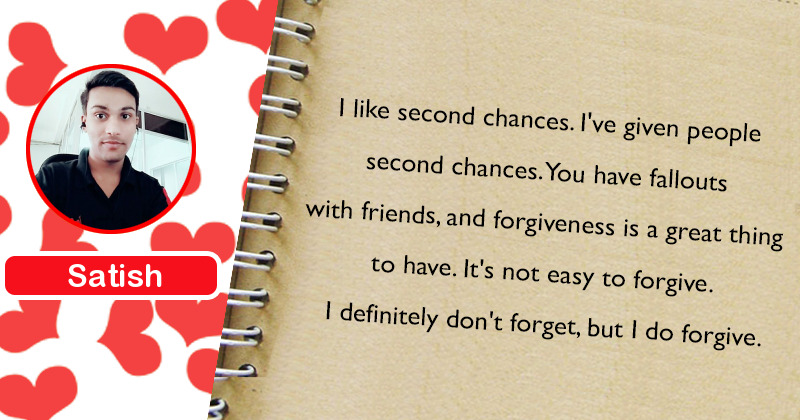 Satish
I like second chances. I've given people
second chances. You have fallouts
with friends, and forgiveness is a great thing
to have. It's not easy to forgive.
I definitely don't forget, but I do forgive.